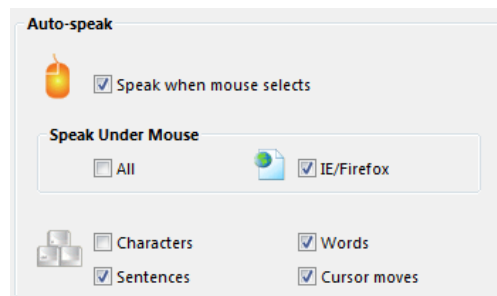 Auto-speak
Speak when mouse selects
Speak Under Mouse
All IE/Firefox
Characters Words
Sentences Cursor moves